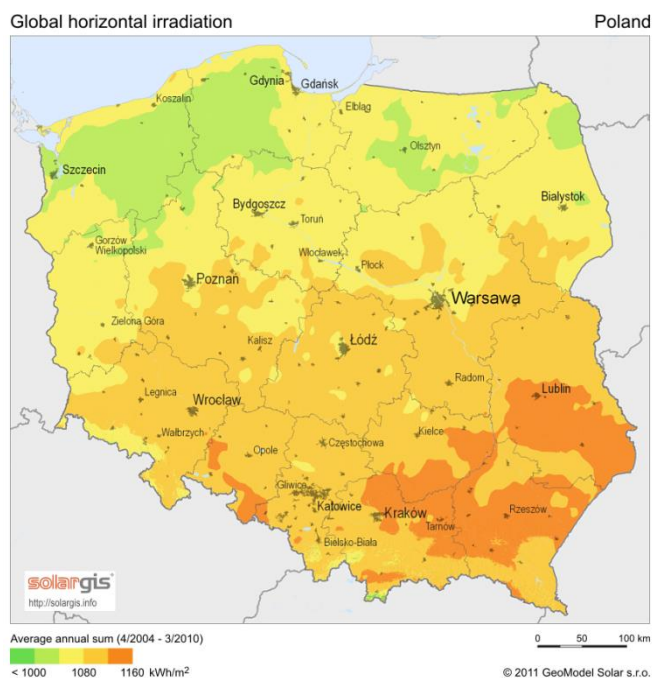 Global horizontal irradiation
Poland
Gdynia
Gdańsk
Koszalin
Elbląg
Olsztyn
Szczecin
Białystok
Bydgoszcz
Toruń
Gorzów
Wielkopolski
Włocławek
Płock
Poznań
Warsawa
Zielona Góra
Kalisz
Łódź
Radom
Lublin
Legnica
Wrocław
Wałbrzych
Kielce
Opole
Częstochowa
Gliwice
Katowice
Kraków
Tarnów
Rzeszów
Bielsko-Biała
solargis®
http://solargis.info
Average annual sum (4/2004 - 3/2010)
0 50 100 km
< 1000 1080 1160 kWh/m²
© 2011 GeoModel Solar s.r.o.